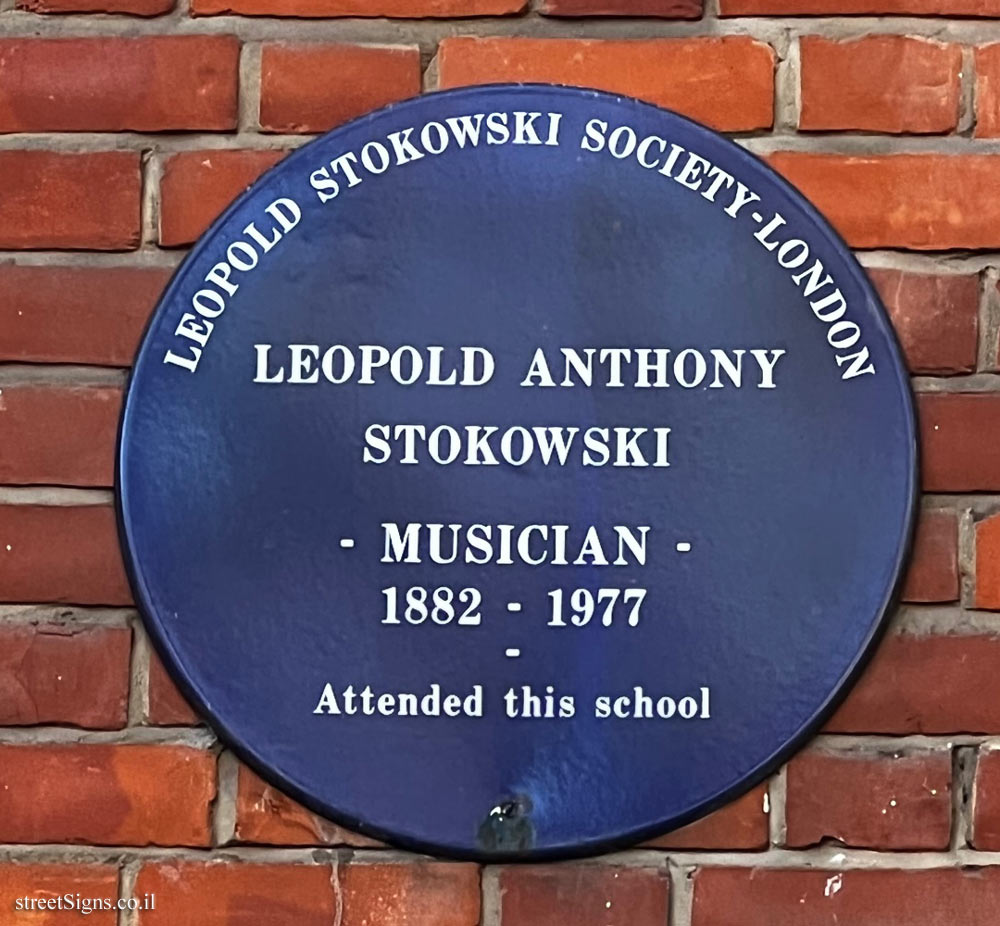 LEOPOLD STOKOWSKI SOCIETY-LONDON
LEOPOLD ANTHONY
STOKOWSKI
- MUSICIAN -
1882 - 1977
-
Attended this school
streetSigns.co.il